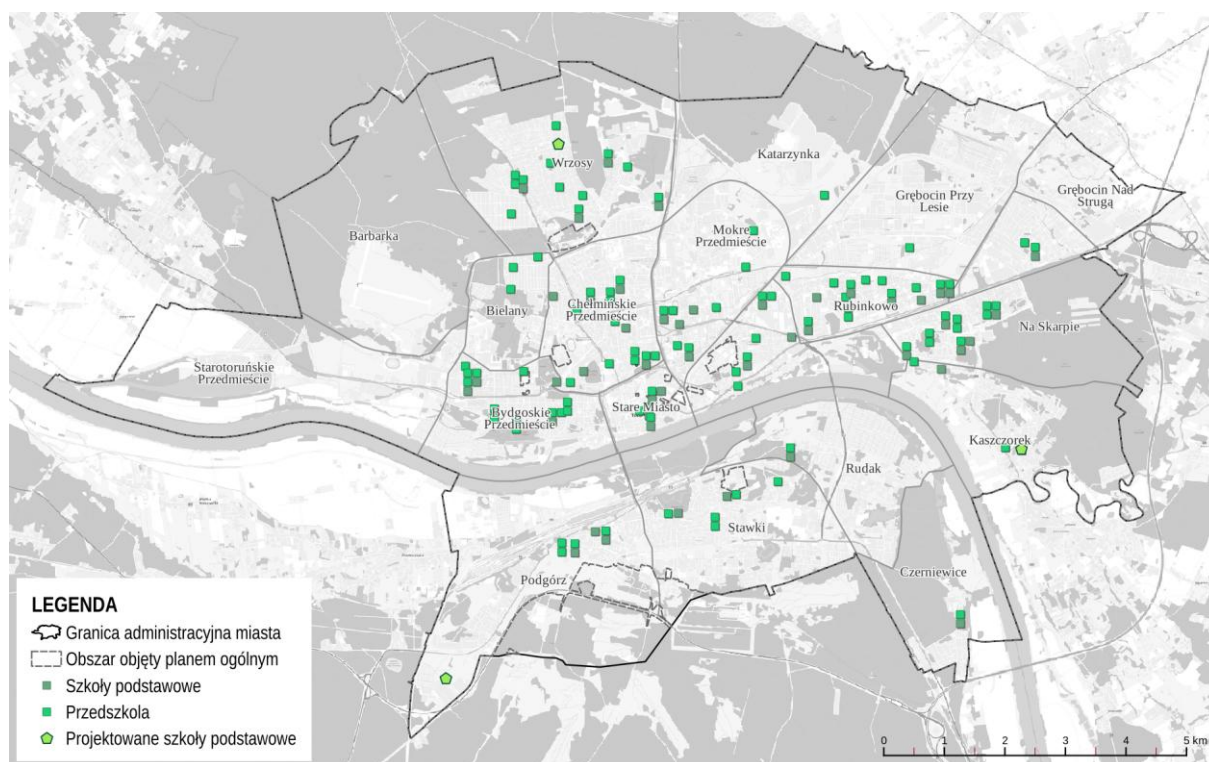 Katarzynka
Wrzosy
Grębocin Przy
Lesie
Grębocin Nad
Strugą
Barbarka
Mokre
Przedmieście
Bielany
Chełmińskie
Przedmieście
Rubinkowo
Na Skarpie
Starotoruńskie
Przedmieście
Bydgoskie
Przedmieście
Stare Miasto
Kaszczorek
Rudak
Stawki
Podgórz
Czerniewice
LEGENDA
Granica administracyjna miasta
Obszar objęty planem ogólnym
Szkoły podstawowe
Przedszkola
Projektowane szkoły podstawowe
0 1 2 3 4 5 km